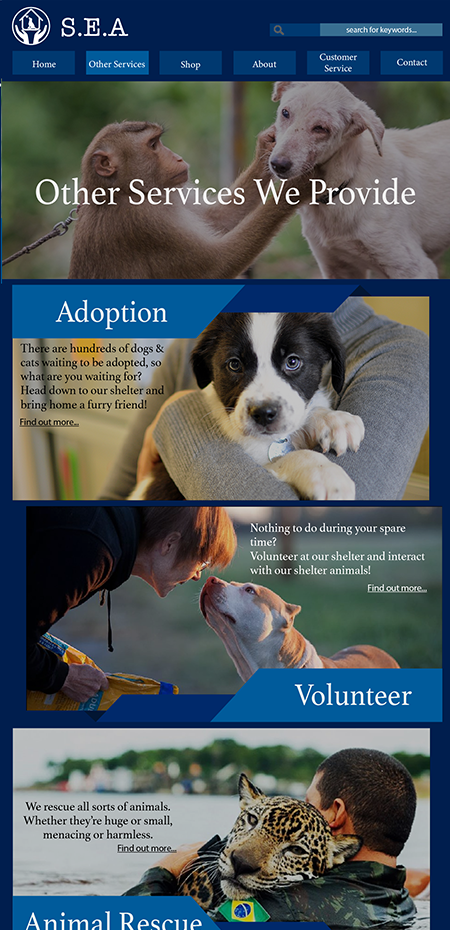 S.E.A
search for keywords...
Home
Other Services
Shop
About
Customer
Service
Contact
Other Services We Provide
Adoption
There are hundreds of dogs &
cats waiting to be adopted, so
what are you waiting for?
Head down to our shelter and
bring home a furry friend!
Find out more...
Nothing to do during your spare
time?
Volunteer at our shelter and interact
with our shelter animals!
Find out more...
Volunteer
We rescue all sorts of animals.
Whether they're huge or small,
menacing or harmless.
Find out more...
Animal Rescue